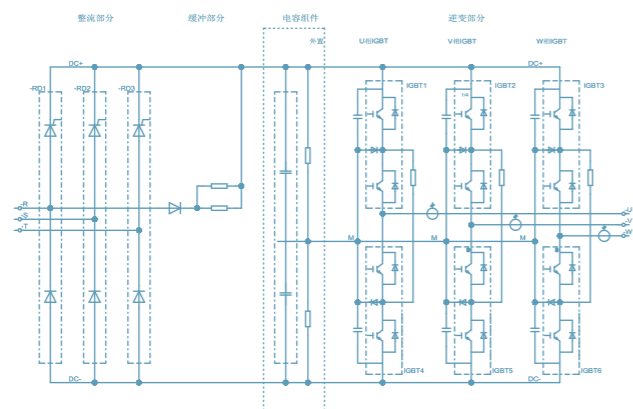 整流部分 缓冲部分 电容组件 逆变部分
外置 U相IGBT V相IGBT W相IGBT
DC+ DC+
-RD1 -RD2 -RD3 IGBT1 IGBT2 IGBT3
-R
-S
-T
-U
-V
-W
M M M
IGBT4 IGBT5 IGBT6
DC- DC-